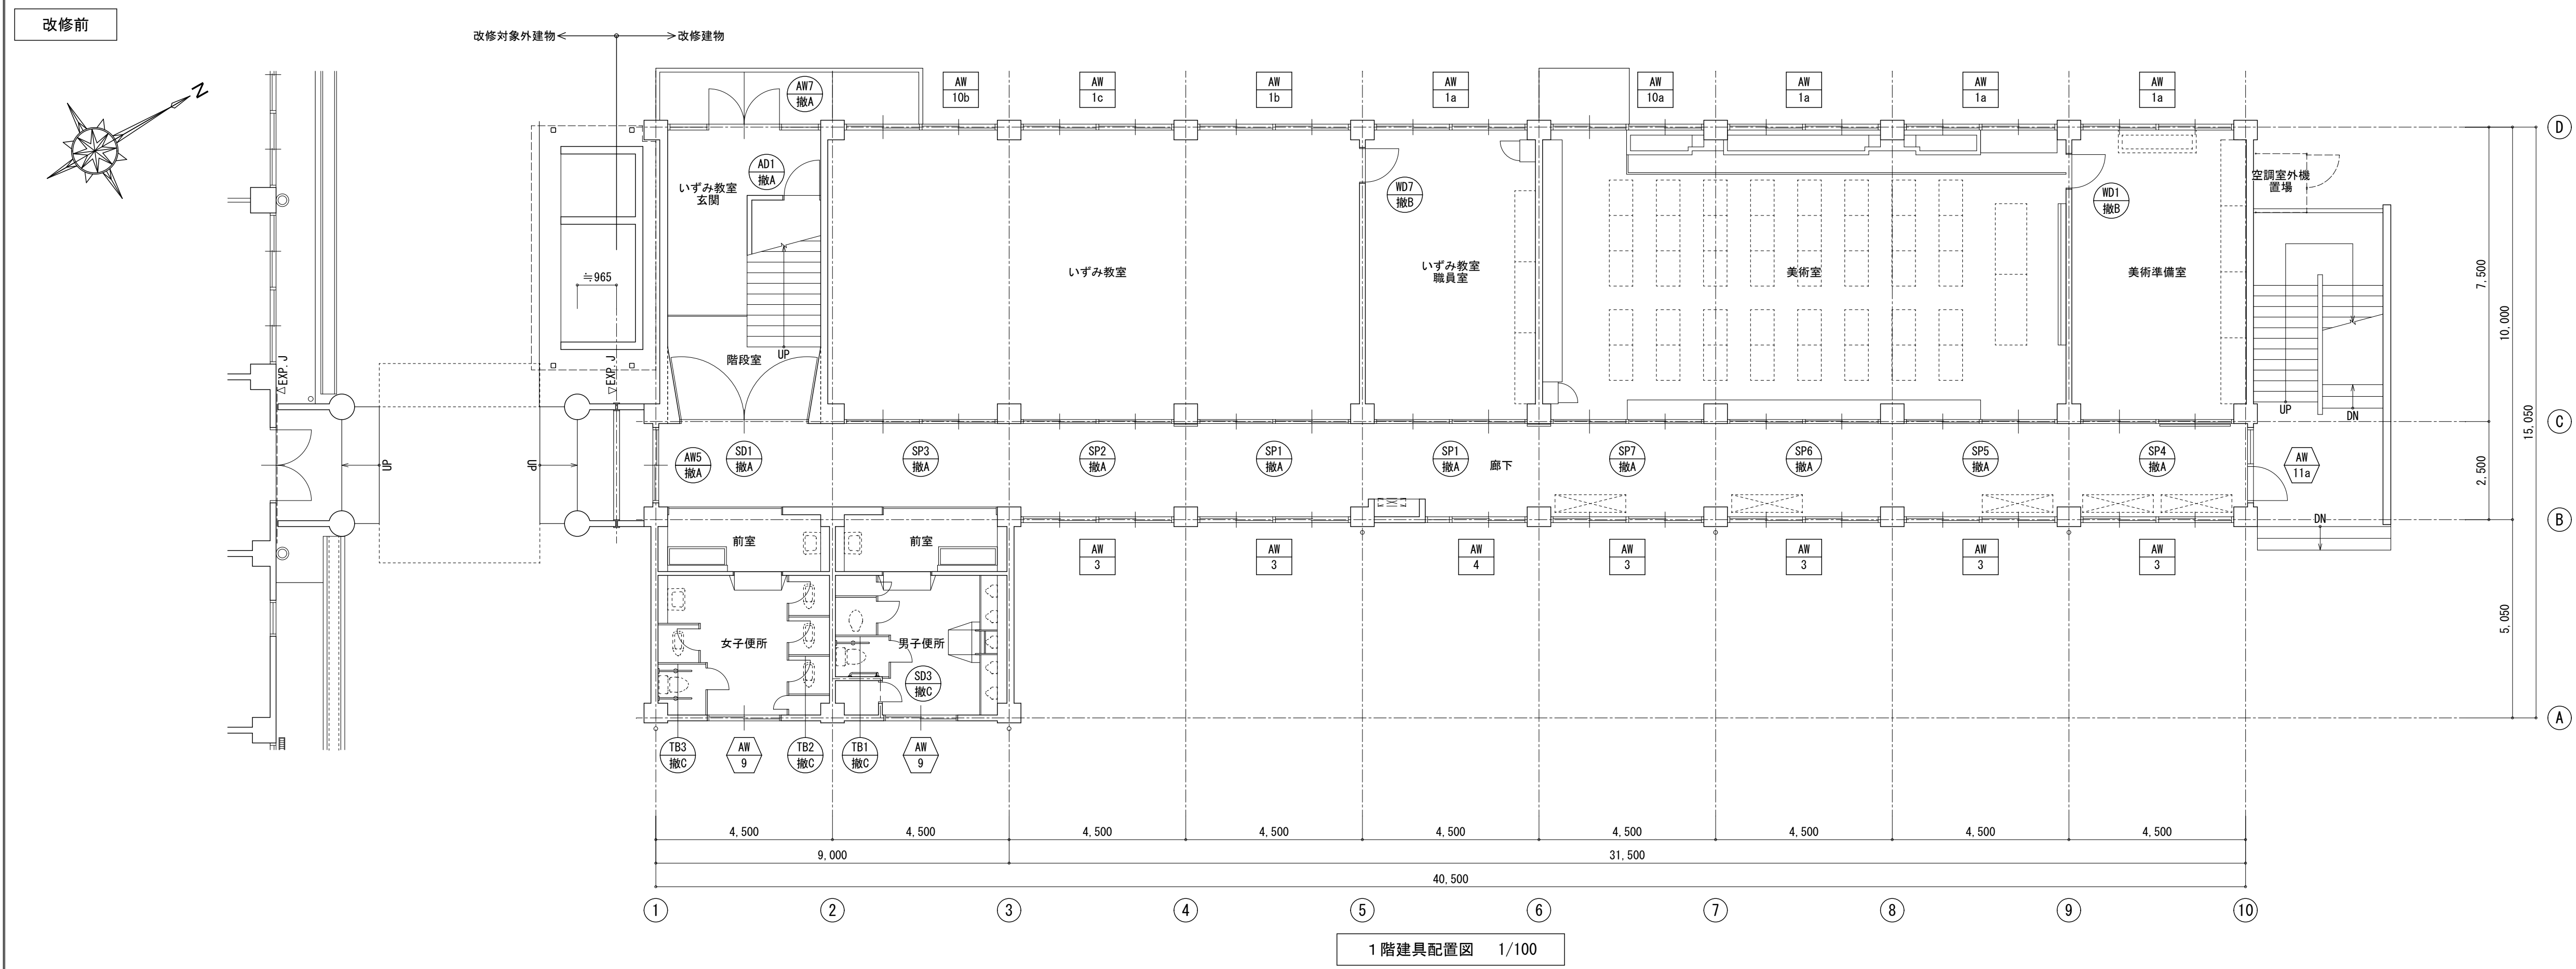 改修前
改修対象外建物
改修建物
N
AW7
撤A
AW
10b
AW
1c
AW
1b
AW
1a
AW
10a
AW
1a
AW
1a
AW
1a
D
AD1
撤A
いずみ教室
玄関
WD7
撤B
WD1
撤B
空調室外機
置場
≒965
いずみ教室
いずみ教室
職員室
美術室
美術準備室
7,500
10,000
15,050
階段室
UP
EXP.J
EXP.J
UP
DN
C
UP
UP
AW5
撤A
SD1
撤A
SP3
撤A
SP2
撤A
SP1
撤A
SP1
撤A
廊下
SP7
撤A
SP6
撤A
SP5
撤A
SP4
撤A
AW
11a
2,500
DN
B
前室
前室
AW
3
AW
3
AW
4
AW
3
AW
3
AW
3
AW
3
女子便所
男子便所
SD3
撤C
5,050
A
TB3
撤C
AW
9
TB2
撤C
TB1
撤C
AW
9
4,500
4,500
4,500
4,500
4,500
4,500
4,500
4,500
4,500
9,000
31,500
40,500
1
2
3
4
5
6
7
8
9
10
1階建具配置図 1/100